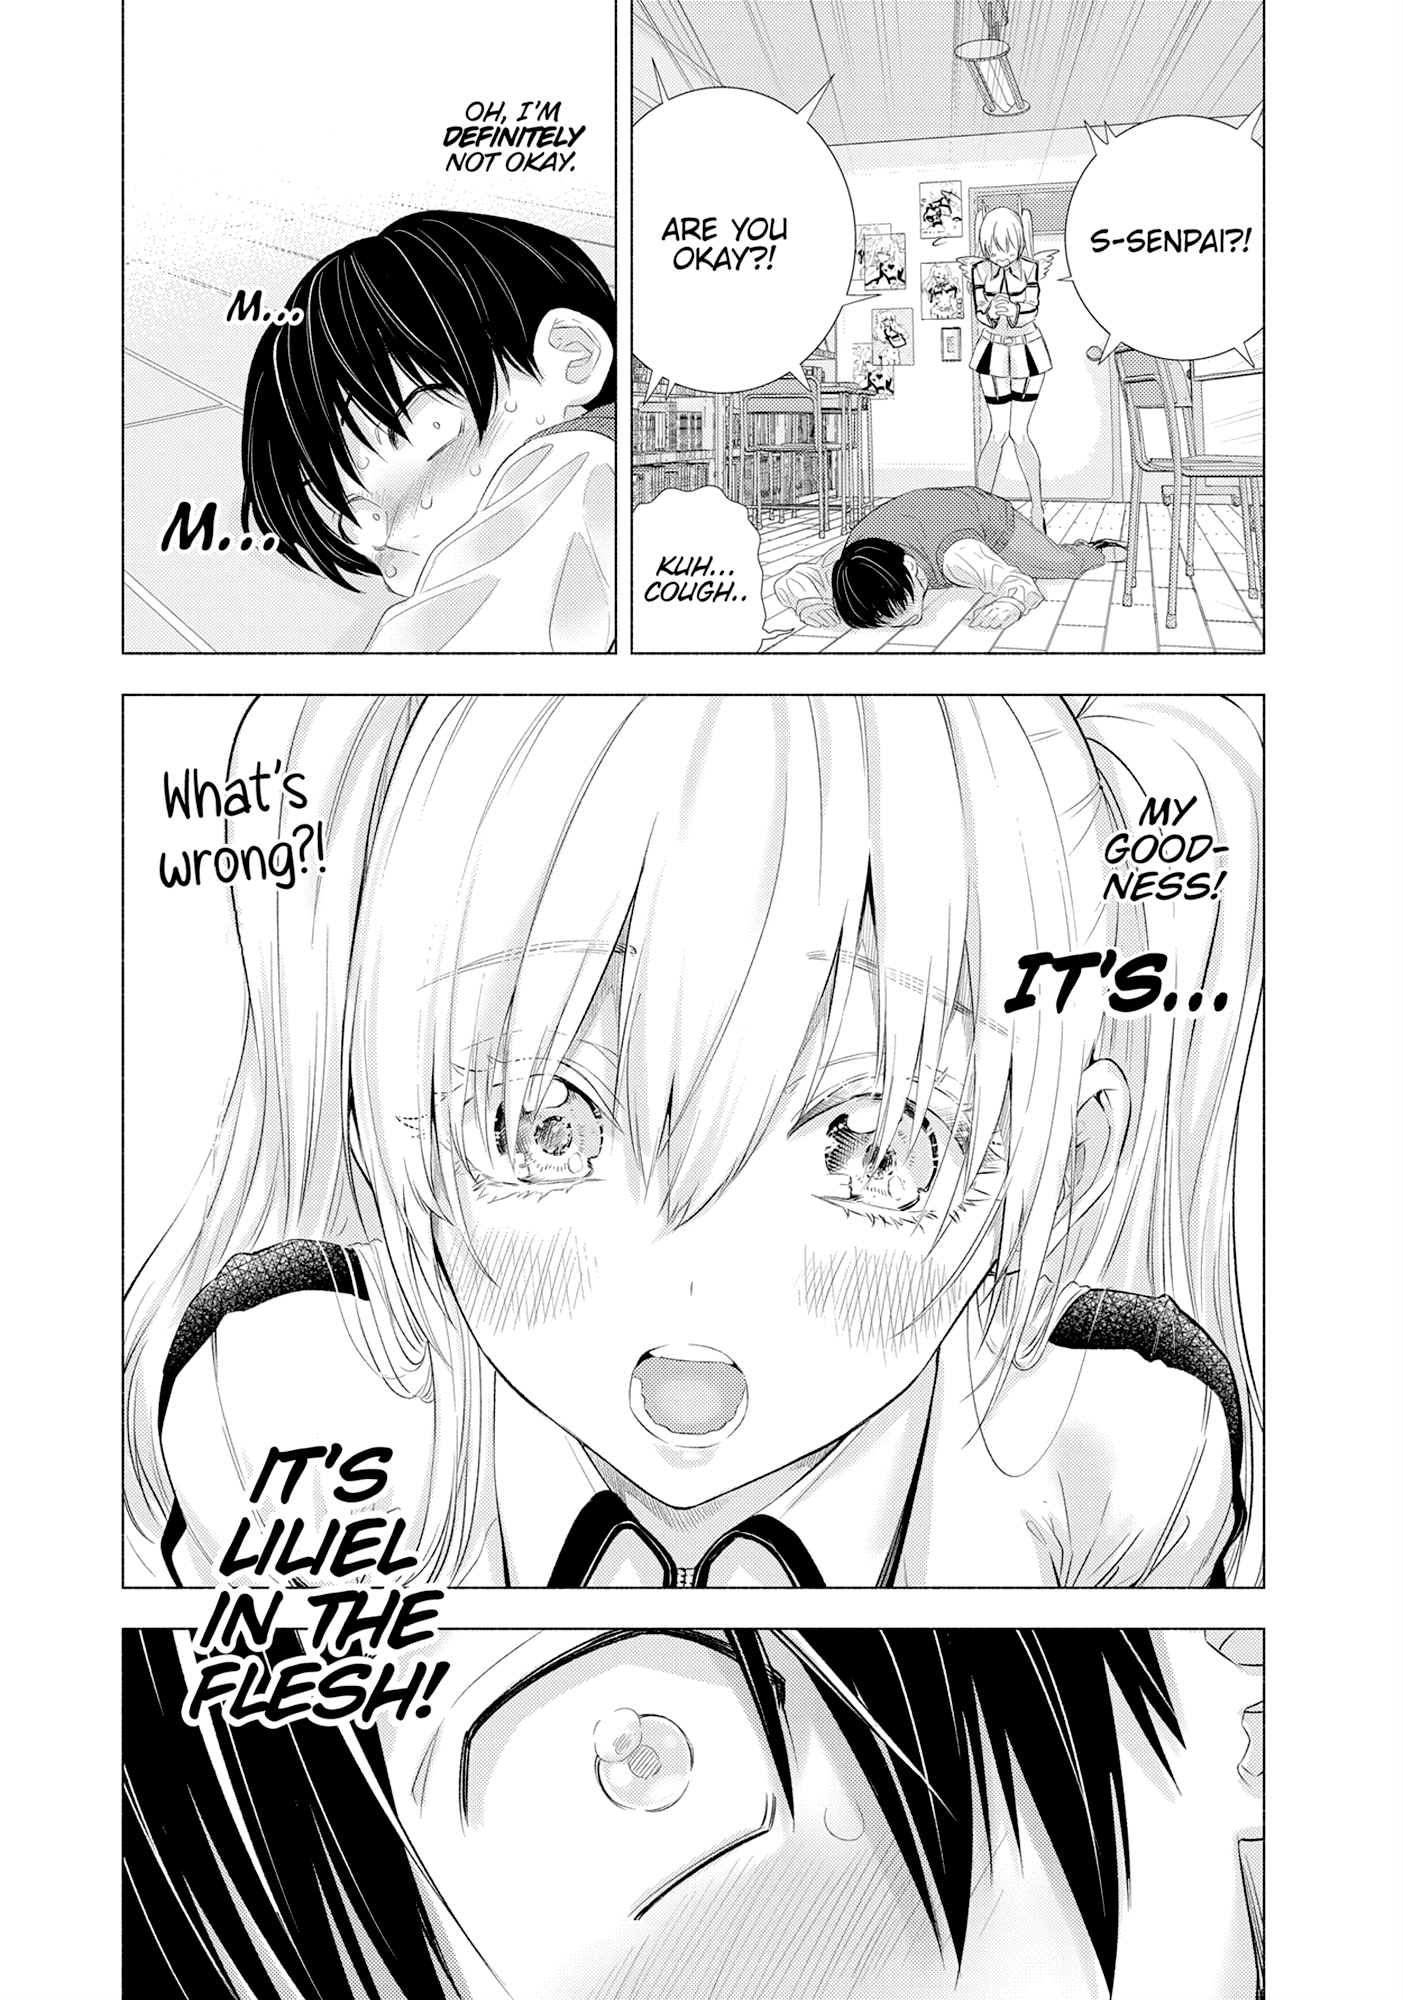 S-SENPAI?!
ARE YOU
OKAY?!
KUH...
COUGH..
OH, I'M
DEFINITELY
NOT OKAY.
M...
M...
MY
GOOD-
NESS!
IT'S...
What's
wrong?!
IT'S
LILIEL
IN THE
FLESH!